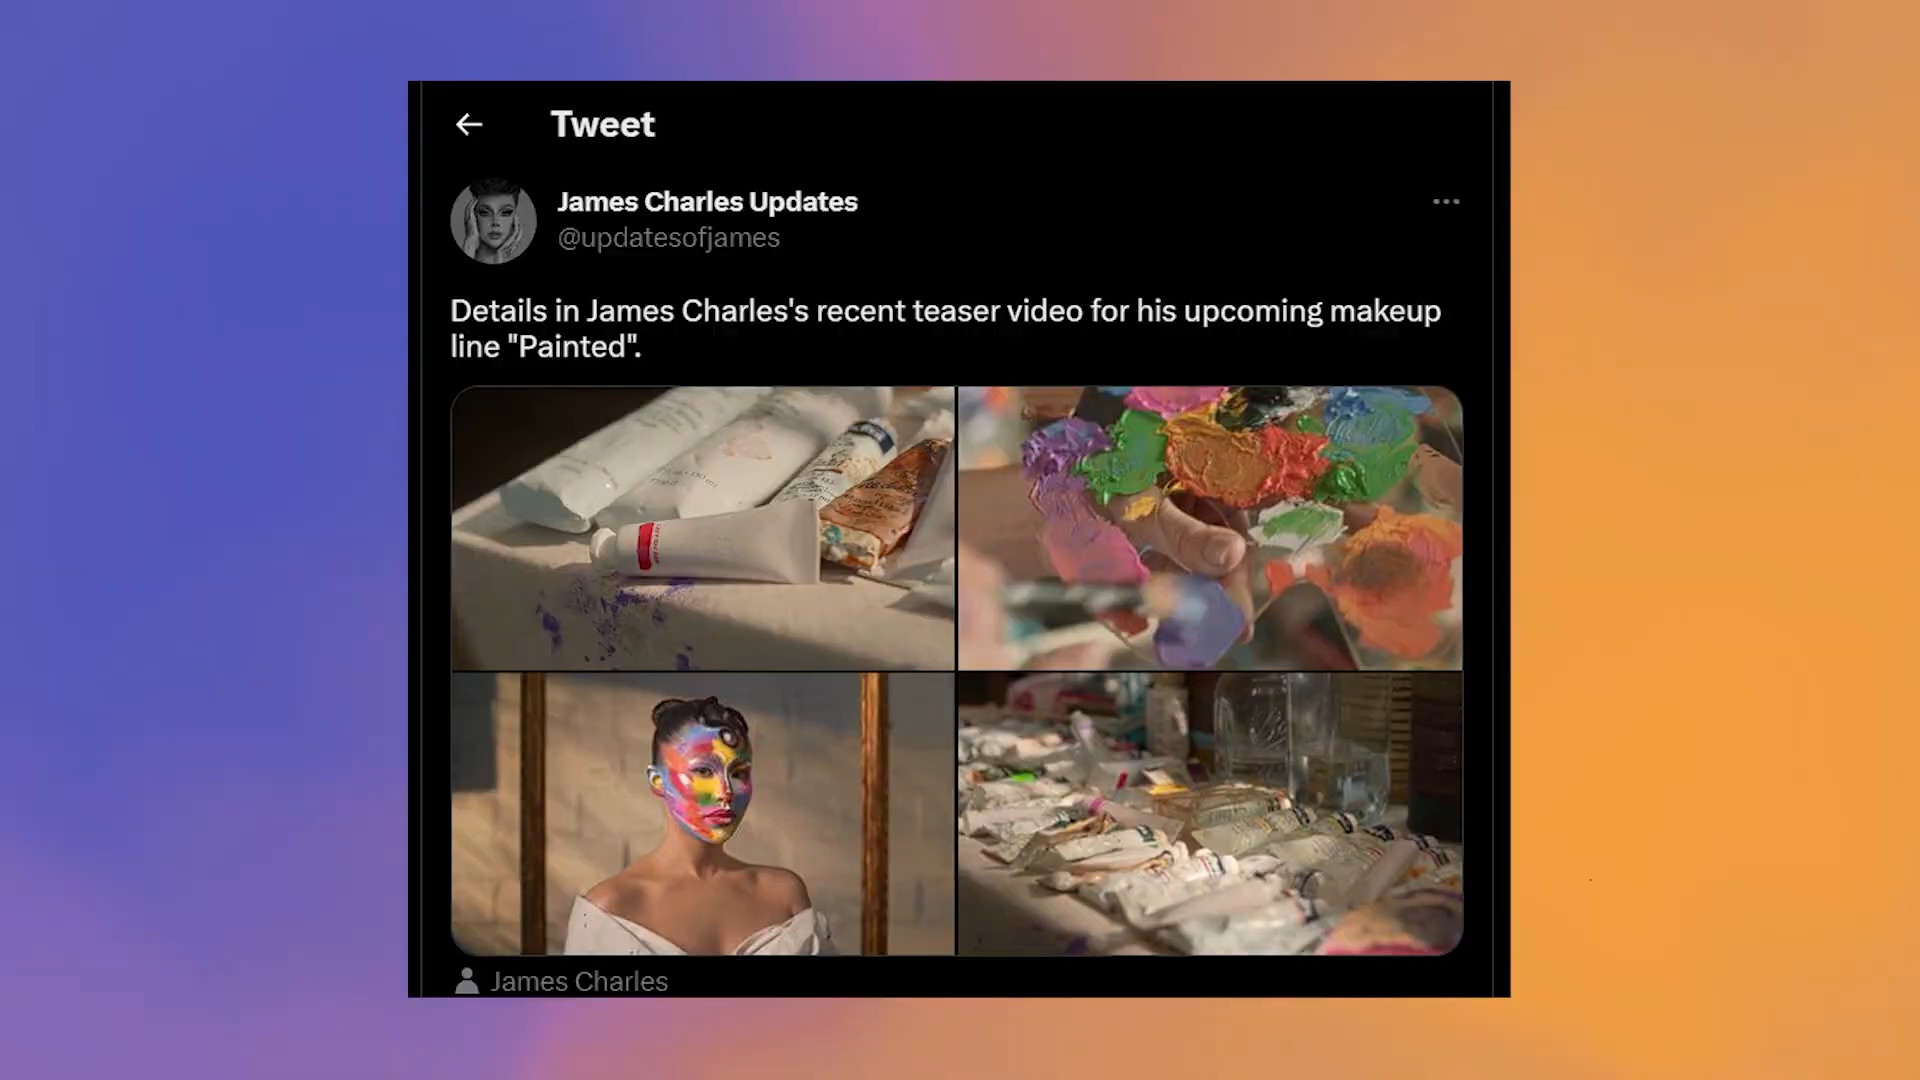 Tweet
James Charles Updates
@updatesofjames
Details in James Charles's recent teaser video for his upcoming makeup
line "Painted".
James Charles